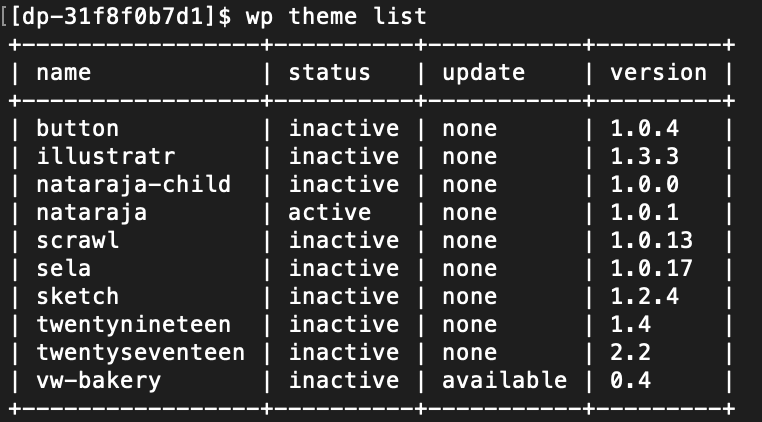 [[dp-31f8f0b7d1]$ wp theme list
+------------------+----------+-----------+---------+
| name             | status   | update    | version |
+------------------+----------+-----------+---------+
| button           | inactive | none      | 1.0.4   |
| illustratr       | inactive | none      | 1.3.3   |
| nataraja-child   | inactive | none      | 1.0.0   |
| nataraja         | active   | none      | 1.0.1   |
| scrawl           | inactive | none      | 1.0.13  |
| sela             | inactive | none      | 1.0.17  |
| sketch           | inactive | none      | 1.2.4   |
| twentynineteen   | inactive | none      | 1.4     |
| twentyseventeen  | inactive | none      | 2.2     |
| vw-bakery        | inactive | available | 0.4     |
+------------------+----------+-----------+---------+